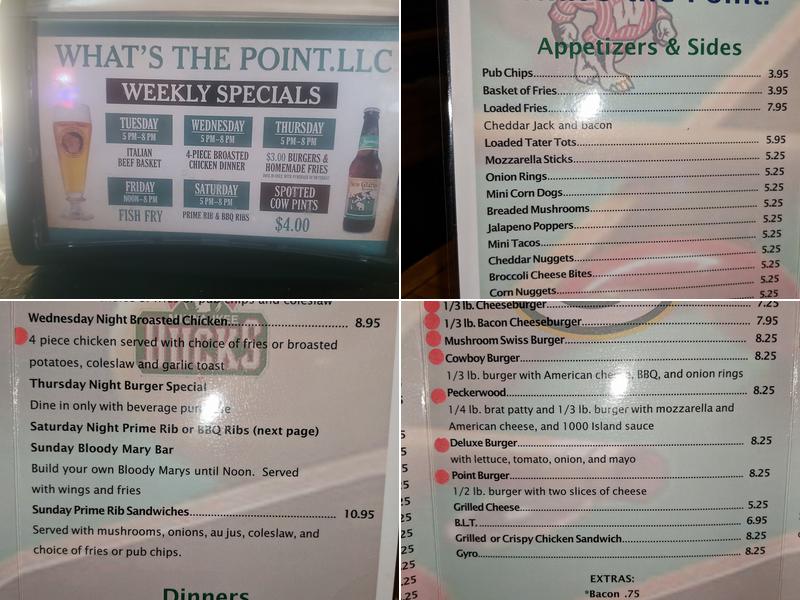 WHAT'S THE POINT.LLC
WEEKLY SPECIALS
TUESDAY
5 PM–8 PM
ITALIAN
BEEF BASKET
WEDNESDAY
5 PM–8 PM
4-PIECE BROASTED
CHICKEN DINNER
THURSDAY
5 PM–8 PM
$3.00 BURGERS &
HOMEMADE FRIES
FRIDAY
NOON–8 PM
FISH FRY
SATURDAY
5 PM–8 PM
PRIME RIB & BBQ RIBS
SPOTTED
COW PINTS
$4.00
Appetizers & Sides
Pub Chips 3.95
Basket of Fries 3.95
Loaded Fries 7.95
Cheddar Jack and bacon
Loaded Tater Tots 5.95
Mozzarella Sticks 5.25
Onion Rings 5.25
Mini Corn Dogs 5.25
Breaded Mushrooms 5.25
Jalapeno Poppers 5.25
Mini Tacos 5.25
Cheddar Nuggets 5.25
Broccoli Cheese Bites 5.25
Corn Nuggets 5.25
pub chips and coleslaw
Wednesday Night Broasted Chicken 8.95
4 piece chicken served with choice of fries or broasted
potatoes, coleslaw and garlic toast
Thursday Night Burger Special
Dine in only with beverage
Saturday Night Prime Rib or BBQ Ribs (next page)
Sunday Bloody Mary Bar
Build your own Bloody Marys until Noon. Served
with wings and fries
Sunday Prime Rib Sandwiches 10.95
Served with mushrooms, onions, au jus, coleslaw, and
choice of fries or pub chips.
Dinners
1/3 lb. Cheeseburger 7.25
1/3 lb. Bacon Cheeseburger 7.95
Mushroom Swiss Burger 8.25
Cowboy Burger 8.25
1/3 lb. burger with American BBQ, and onion rings
Peckerwood 8.25
1/4 lb. brat patty and 1/3 lb. burger with mozzarella and
American cheese, and 1000 Island sauce
Deluxe Burger 8.25
with lettuce, tomato, onion, and mayo
Point Burger 8.25
1/2 lb. burger with two slices of cheese
Grilled Cheese 5.25
B.L.T. 6.95
Grilled or Crispy Chicken Sandwich 8.25
Gyro 8.25
EXTRAS:
*Bacon .75